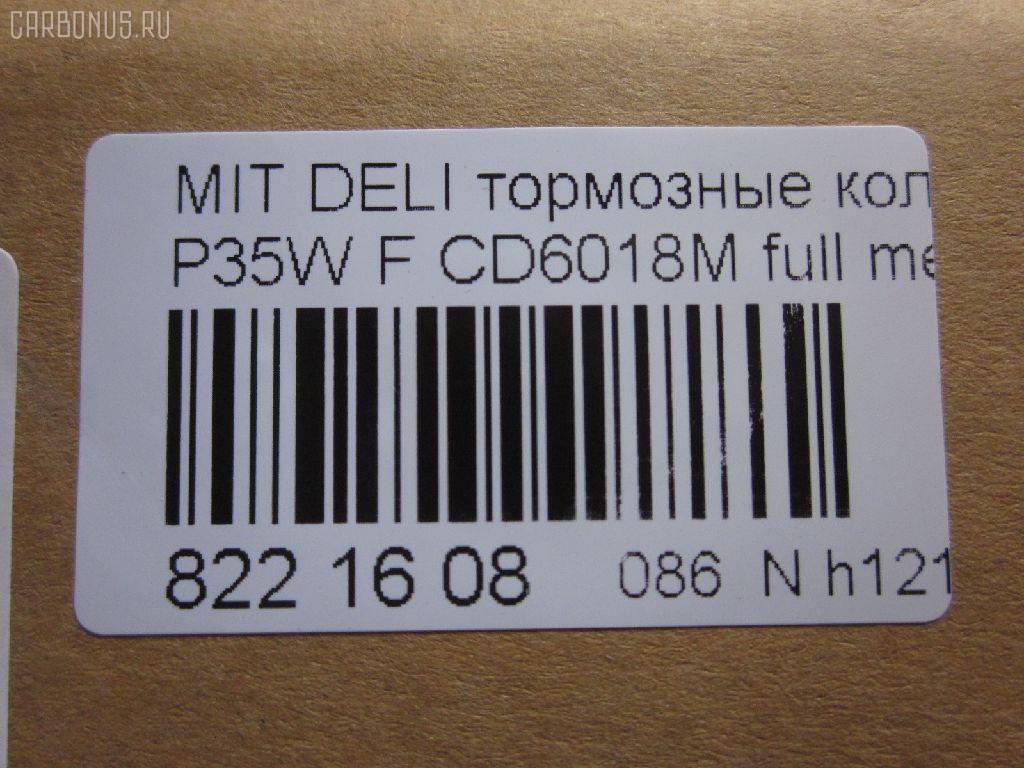 CARBONUS.RU
MIT DELI тормозные кол
P35W F CD6018M full me
822 16 08 086 N h121